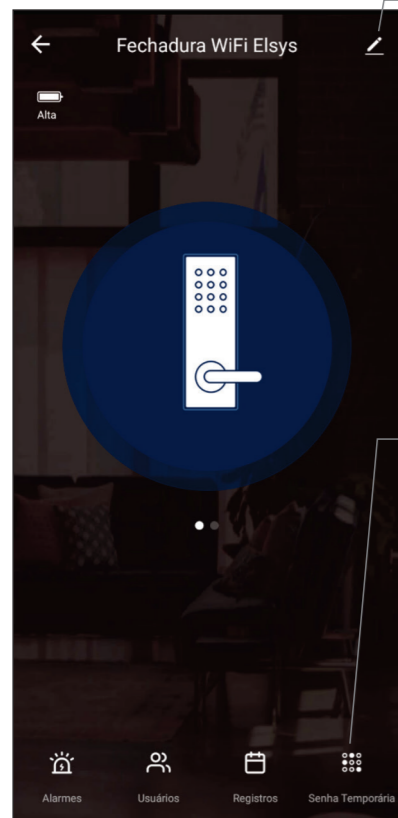 Fechadura WiFi Elsys
Alta
Alarmes
Usuários
Registros
Senha Temporária